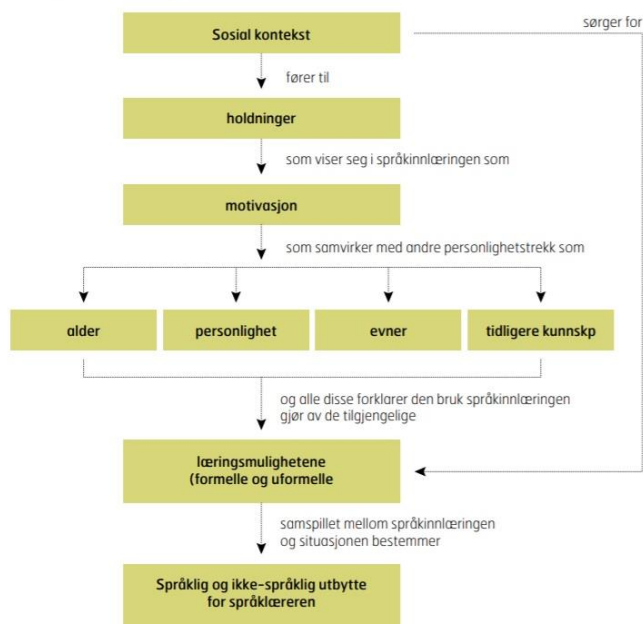 Sosial kontekst
sørger for
fører til
holdninger
som viser seg i språkinnlæringen som
motivasjon
som samvirker med andre personlighetstrekk som
alder
personlighet
evner
tidligere kunnskp
og alle disse forklarer den bruk språkinnlæringen
gjør av de tilgjengelige
læringsmulighetene
(formelle og uformelle
samspillet mellom språkinnlæringen
og situasjonen bestemmer
Språklig og ikke-språklig utbytte
for språklæreren